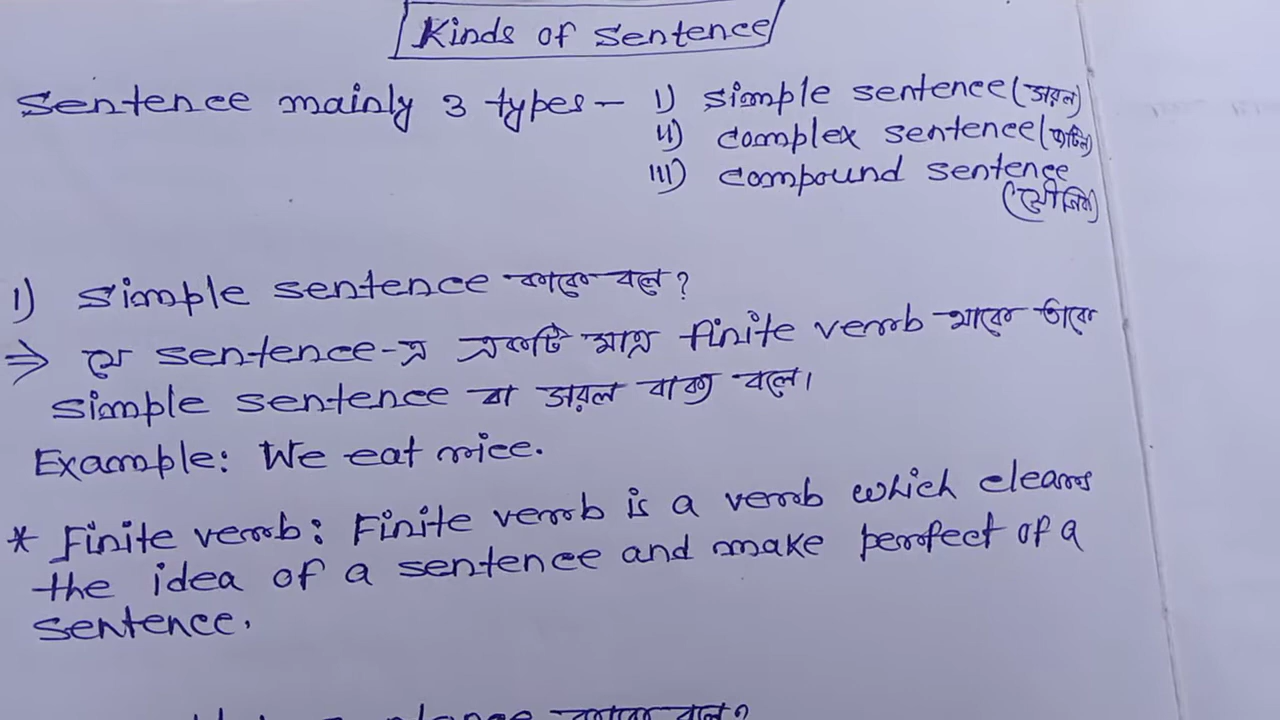 Kinds of Sentence
Sentence mainly 3 types- i) simple sentence (সরল)
ii) complex sentence (জটিল)
iii) compound sentence
(যৌগিক)
1) simple sentence কাকে বলে?
⇒ যে sentence-এ একটি মাত্র finite verb থাকে তাকে
simple sentence বা সরল বাক্য বলে।
Example: We eat rice.
* Finite verb: Finite verb is a verb which clears
the idea of a sentence and make perfect of a
sentence.
কাকে বলে?